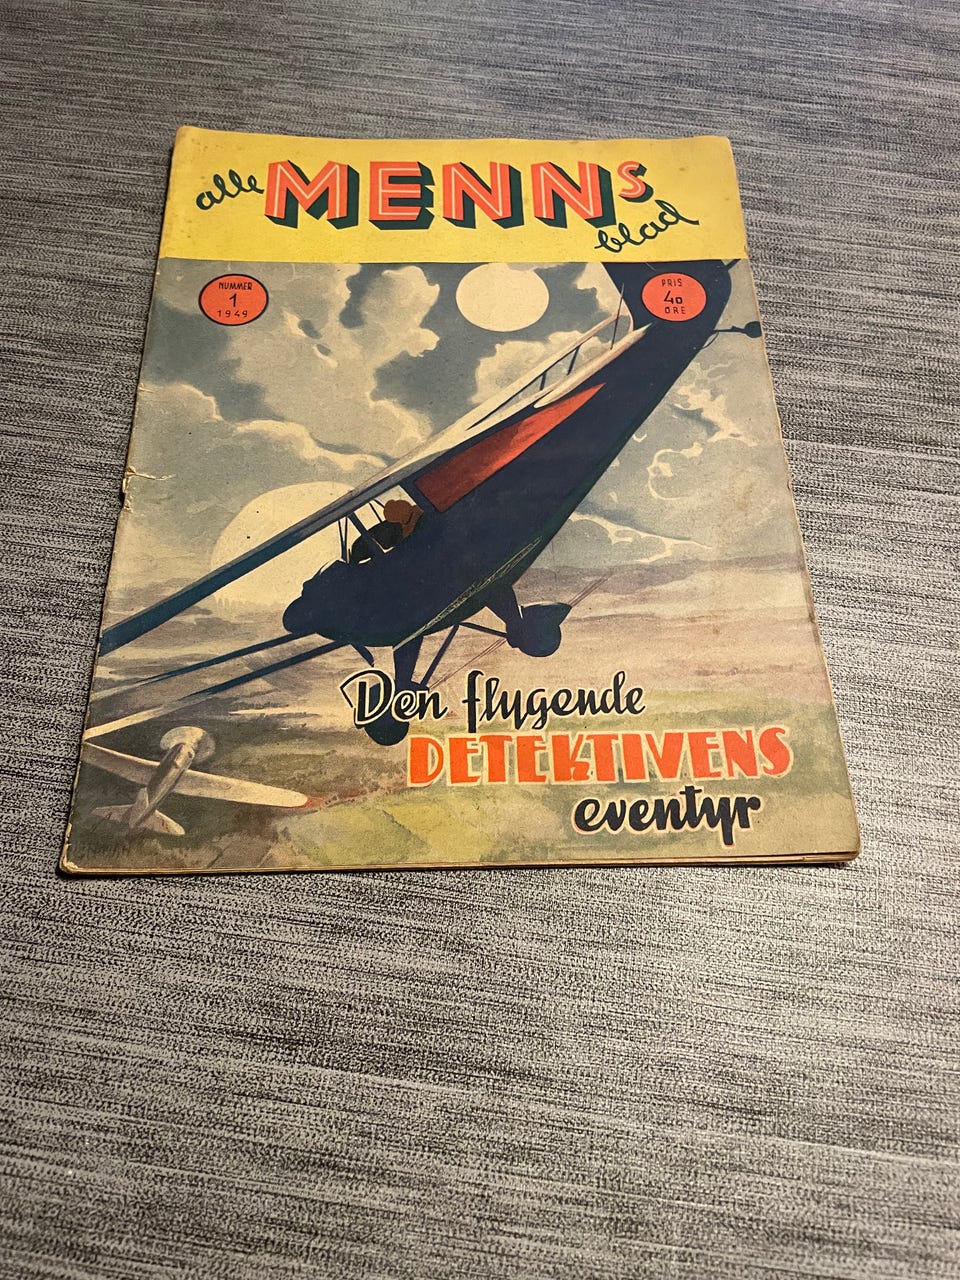 alle MENNs
blad
NUMMER
1
1949
PRIS
40
ØRE
Den flygende
DETEKTIVENS
eventyr